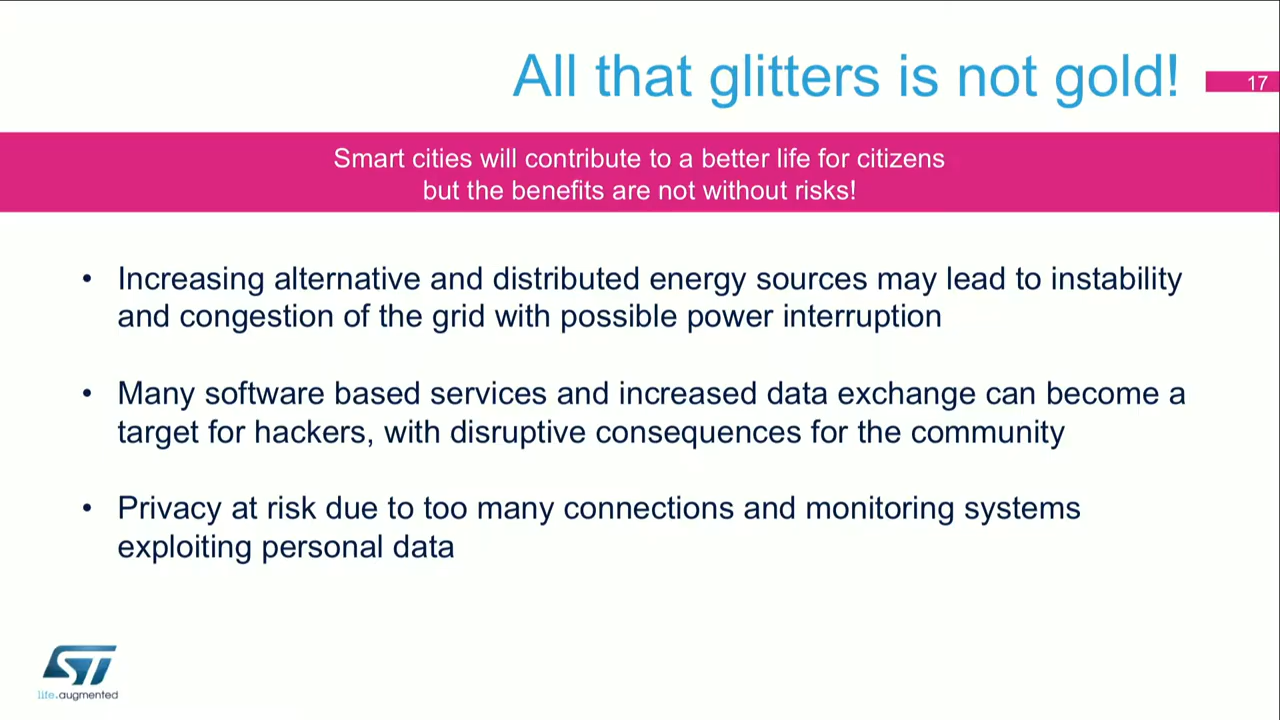 All that glitters is not gold!
17
Smart cities will contribute to a better life for citizens
but the benefits are not without risks!
• Increasing alternative and distributed energy sources may lead to instability
and congestion of the grid with possible power interruption
• Many software based services and increased data exchange can become a
target for hackers, with disruptive consequences for the community
• Privacy at risk due to too many connections and monitoring systems
exploiting personal data
ST
life.augmented